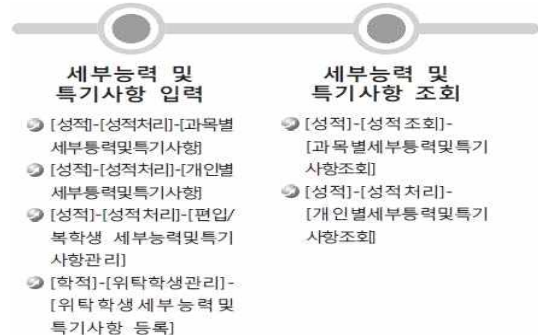 세부능력 및
특기사항 입력
[성적]-[성적처리]-[과목별
세부통력및특기사항]
[성적]-[성적처리]-[개인별
세부통력및특기사항]
[성적]-[성적처리]-[편입/
복학생 세부능력및특기
사항관리]
[학적]-[위탁학생관리]-
[위탁학생세부능력및
특기사항 등록]
세부능력 및
특기사항 조회
[성적]-[성적조회]-
[과목별세부통력및특기
사항조회]
[성적]-[성적처리]-
[개인별세부통력및특기
사항조회]